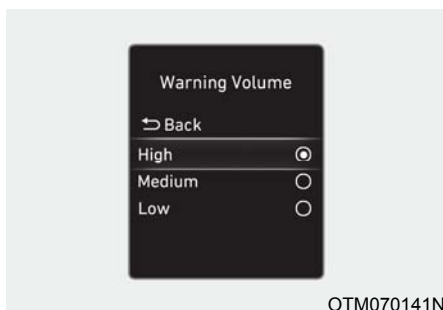 Warning Volume
Back
High
Medium
Low
OTM070141N